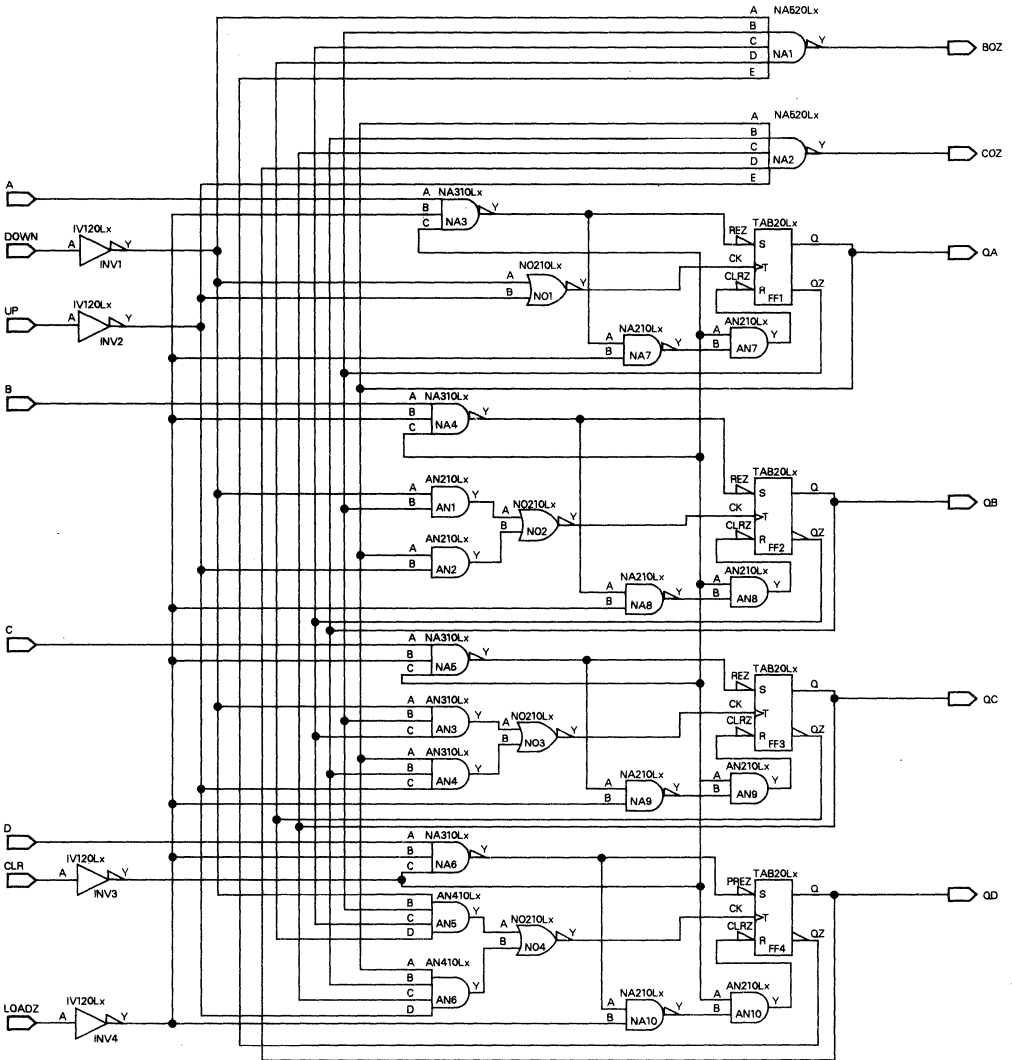 A NA520Lx
B
C
D
E
NA1
Y
BOZ
A NA520Lx
B
C
D
E
NA2
Y
COZ
A
A NA310Lx
B
C
NA3
Y
DOWN
A
IV120Lx
Y
INV1
TAB20Lx
REZ
S
Q
QA
CK
T
CLRZ
R
QZ
FF1
NO210Lx
A
B
NO1
Y
UP
A
IV120Lx
Y
INV2
NA210Lx
A
B
NA7
Y
AN210Lx
A
B
AN7
Y
B
A NA310Lx
B
C
NA4
Y
TAB20Lx
REZ
S
Q
QB
CK
T
CLRZ
R
QZ
FF2
AN210Lx
A
B
AN1
Y
NO210Lx
A
B
NO2
Y
AN210Lx
A
B
AN2
Y
NA210Lx
A
B
NA8
Y
AN210Lx
A
B
AN8
Y
C
A NA310Lx
B
C
NA5
Y
TAB20Lx
REZ
S
Q
QC
CK
T
CLRZ
R
QZ
FF3
AN310Lx
A
B
C
AN3
Y
NO210Lx
A
B
NO3
Y
AN310Lx
A
B
C
AN4
Y
NA210Lx
A
B
NA9
Y
AN210Lx
A
B
AN9
Y
D
A NA310Lx
B
C
NA6
Y
CLR
A
IV120Lx
Y
INV3
TAB20Lx
PREZ
S
Q
QD
CK
T
CLRZ
R
QZ
FF4
AN410Lx
B
C
D
AN5
Y
NO210Lx
A
B
NO4
Y
AN410Lx
A
B
C
D
AN6
Y
NA210Lx
A
B
NA10
Y
AN210Lx
A
B
AN10
Y
LOADZ
A
IV120Lx
Y
INV4